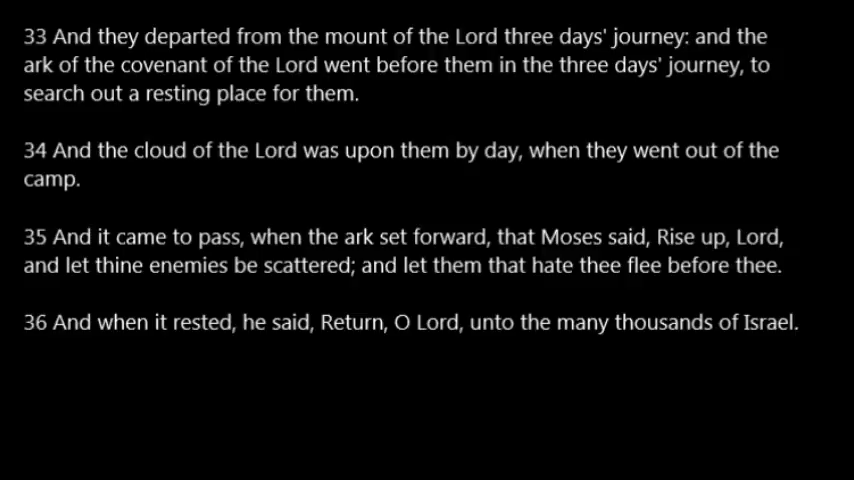 33 And they departed from the mount of the Lord three days' journey: and the
ark of the covenant of the Lord went before them in the three days' journey, to
search out a resting place for them.
34 And the cloud of the Lord was upon them by day, when they went out of the
camp.
35 And it came to pass, when the ark set forward, that Moses said, Rise up, Lord,
and let thine enemies be scattered; and let them that hate thee flee before thee.
36 And when it rested, he said, Return, O Lord, unto the many thousands of Israel.